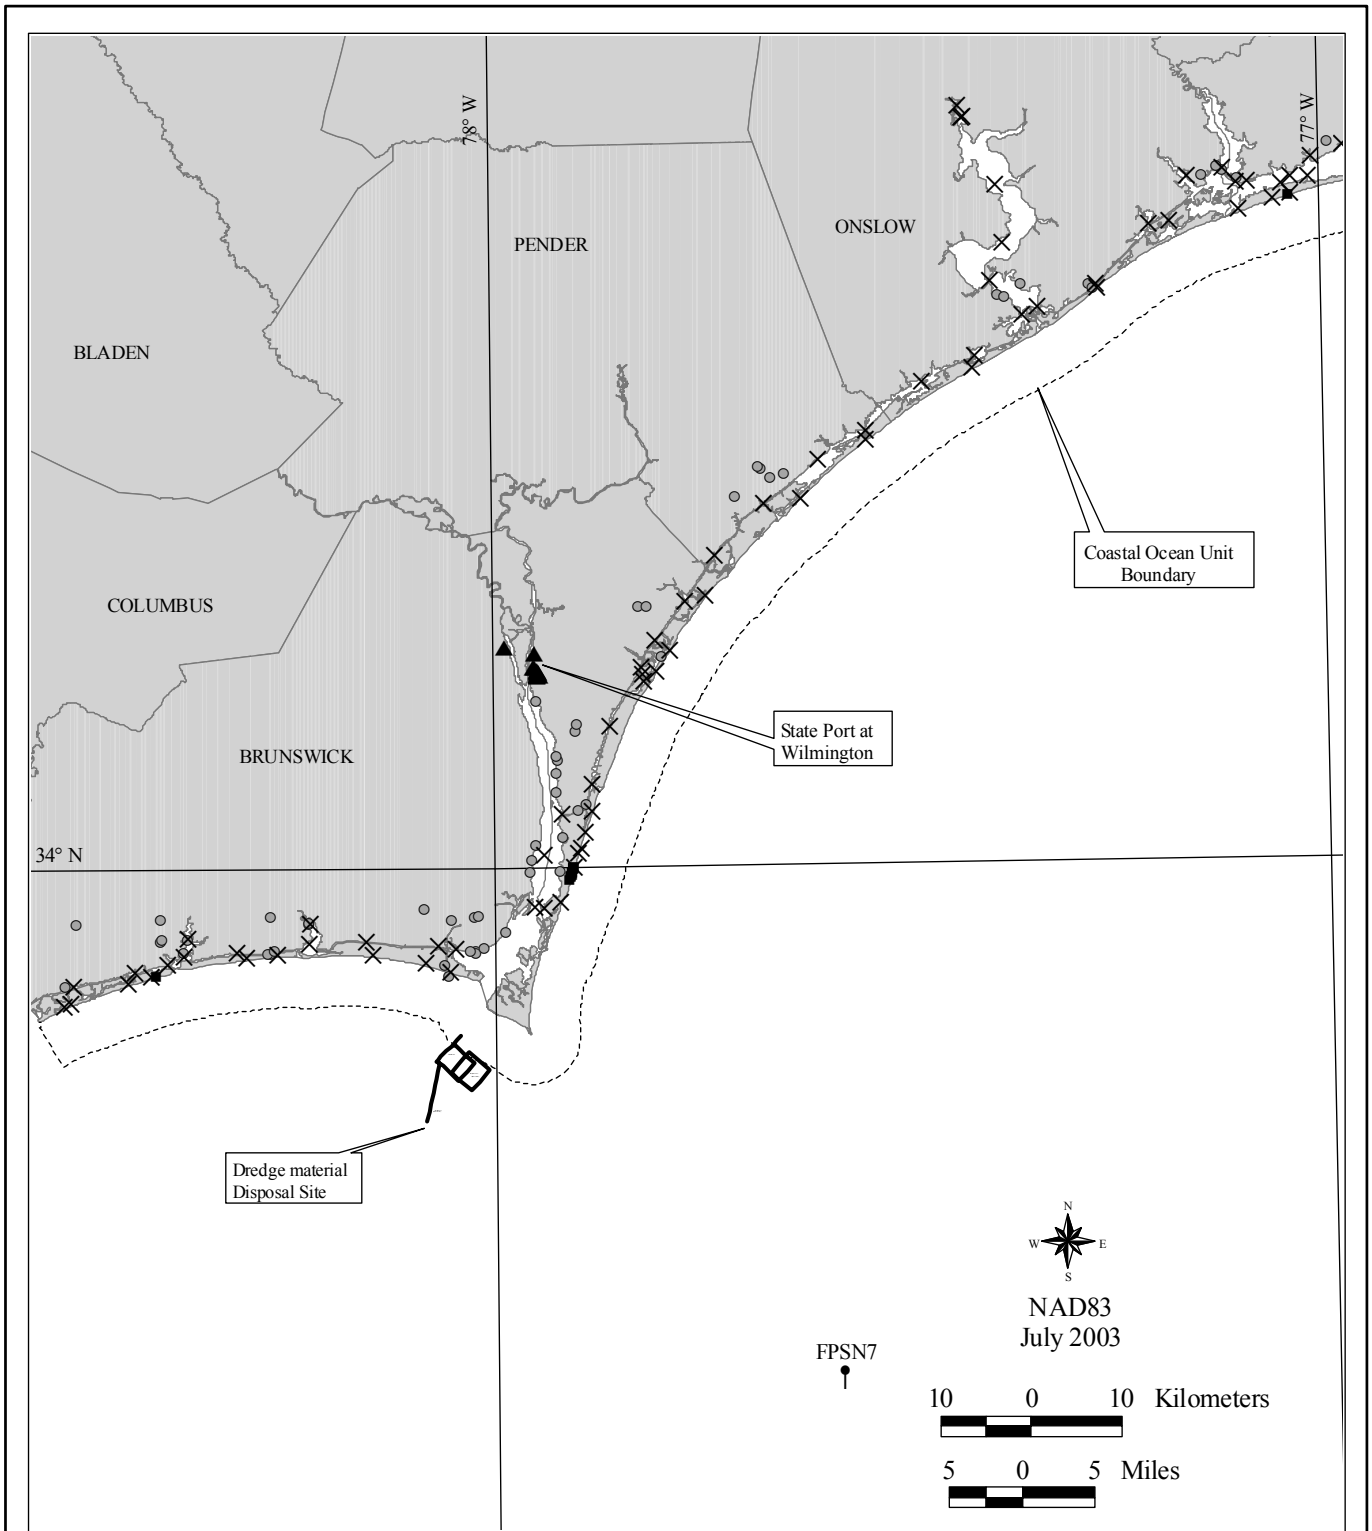 78° W
77° W
ONSLOW
PENDER
BLADEN
Coastal Ocean Unit
Boundary
COLUMBUS
State Port at
Wilmington
BRUNSWICK
34° N
Dredge material
Disposal Site
N
W
E
S
NAD83
July 2003
FPSN7
10 0 10 Kilometers
5 0 5 Miles